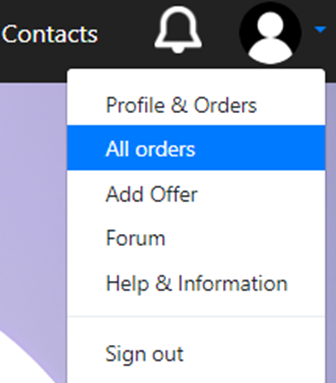 Contacts
Profile & Orders
All orders
Add Offer
Forum
Help & Information
Sign out